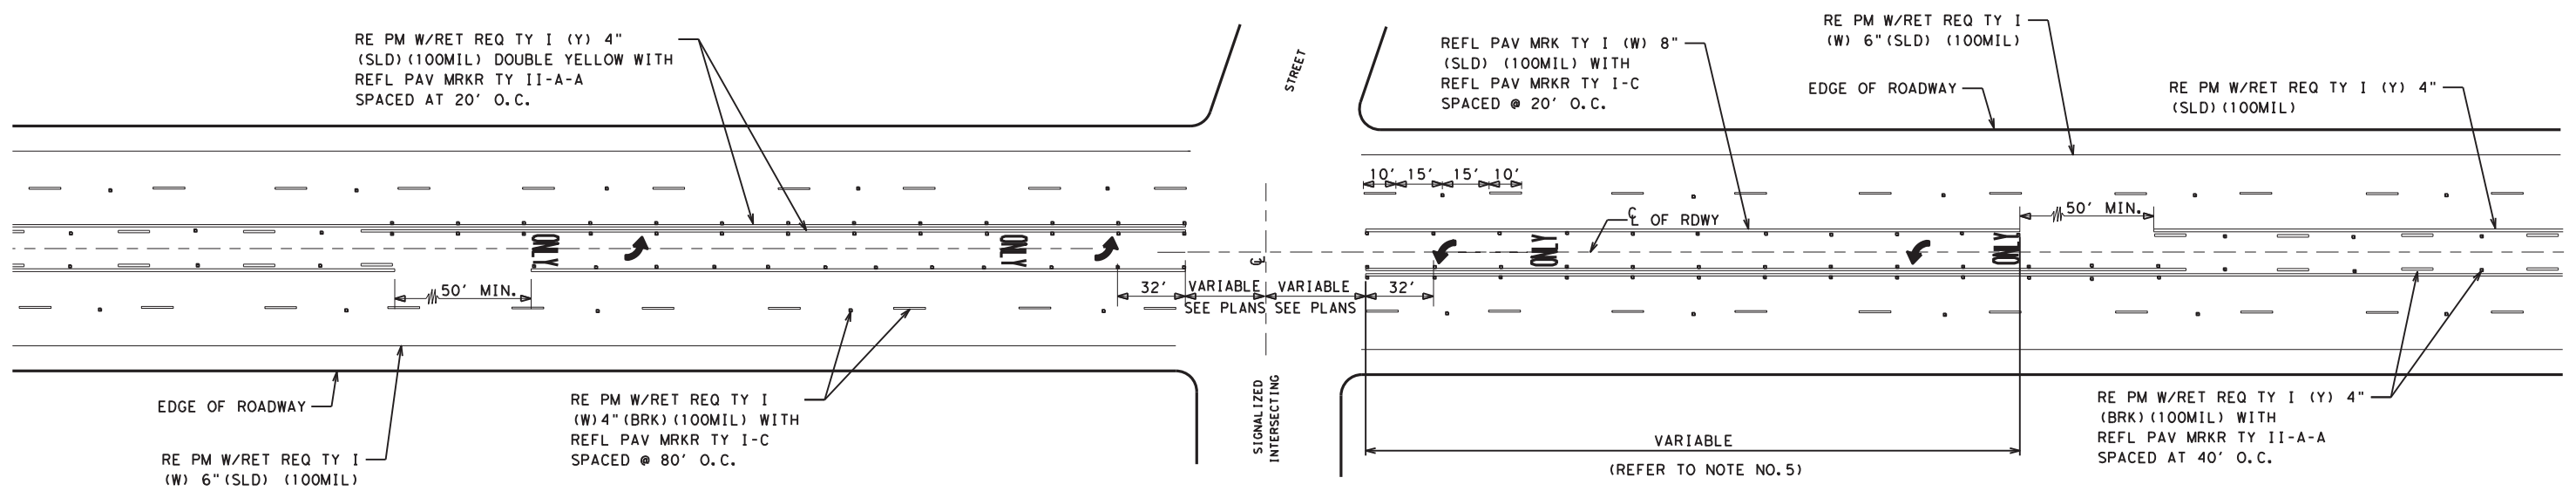 RE PM W/RET REQ TY I (Y) 4"
(SLD)(100MIL) DOUBLE YELLOW WITH
REFL PAV MRKR TY II-A-A
SPACED AT 20' O.C.
STREET
REFL PAV MRK TY I (W) 8"
(SLD) (100MIL) WITH
REFL PAV MRKR TY I-C
SPACED @ 20' O.C.
RE PM W/RET REQ TY I
(W) 6"(SLD) (100MIL)
EDGE OF ROADWAY
RE PM W/RET REQ TY I (Y) 4"
(SLD)(100MIL)
10' 15' 15' 10'
℄ OF RDWY
50' MIN.
ONLY
ONLY
ONLY
ONLY
℄
50' MIN.
32'
VARIABLE
SEE PLANS
VARIABLE
SEE PLANS
32'
EDGE OF ROADWAY
RE PM W/RET REQ TY I
(W) 6"(SLD) (100MIL)
RE PM W/RET REQ TY I
(W)4"(BRK)(100MIL) WITH
REFL PAV MRKR TY I-C
SPACED @ 80' O.C.
SIGNALIZED
INTERSECTING
VARIABLE
(REFER TO NOTE NO.5)
RE PM W/RET REQ TY I (Y) 4"
(BRK)(100MIL) WITH
REFL PAV MRKR TY II-A-A
SPACED AT 40' O.C.